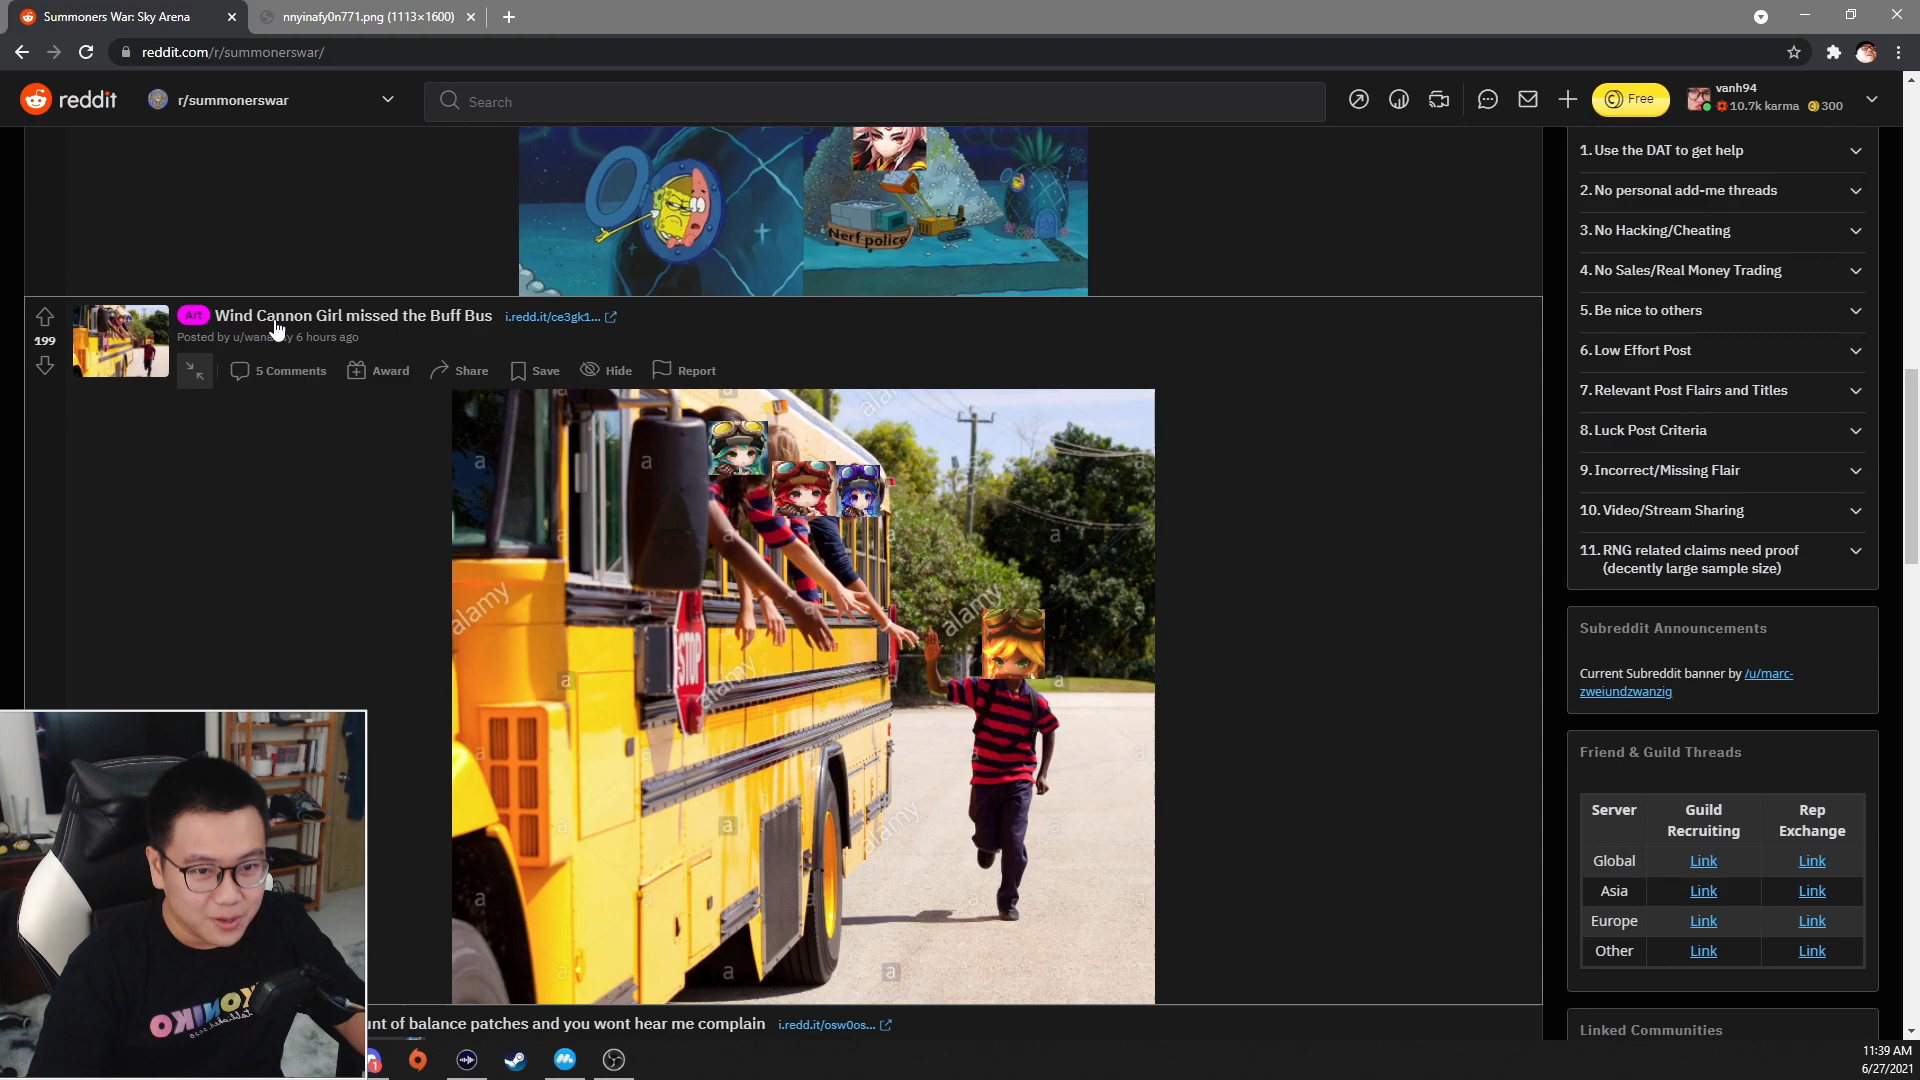 Summoners War: Sky Arena
nnyinafy0n771.png (1113×1600)
reddit.com/r/summonerswar/
reddit
r/summonerswar
Search
Free
vanh94
10.7k karma
300
Nerf police
199
Art
Wind Cannon Girl missed the Buff Bus
i.redd.it/ce3gk1...
6 hours ago
Posted by
5 Comments
Award
Share
Save
Hide
Report
STOP
alamy
alamy
alamy
alamy
1. Use the DAT to get help
2. No personal add-me threads
3. No Hacking/Cheating
4. No Sales/Real Money Trading
5. Be nice to others
6. Low Effort Post
7. Relevant Post Flairs and Titles
8. Luck Post Criteria
9. Incorrect/Missing Flair
10. Video/Stream Sharing
11. RNG related claims need proof
(decently large sample size)
Subreddit Announcements
Current Subreddit banner by /u/marc-
zweiundzwanzig
Friend & Guild Threads
Server Guild Recruiting Rep Exchange
Global Link Link
Asia Link Link
Europe Link Link
Other Link Link
Linked Communities
of balance patches and you wont hear me complain
i.redd.it/osw0os...
YONIKO
1
11:39 AM
6/27/2021